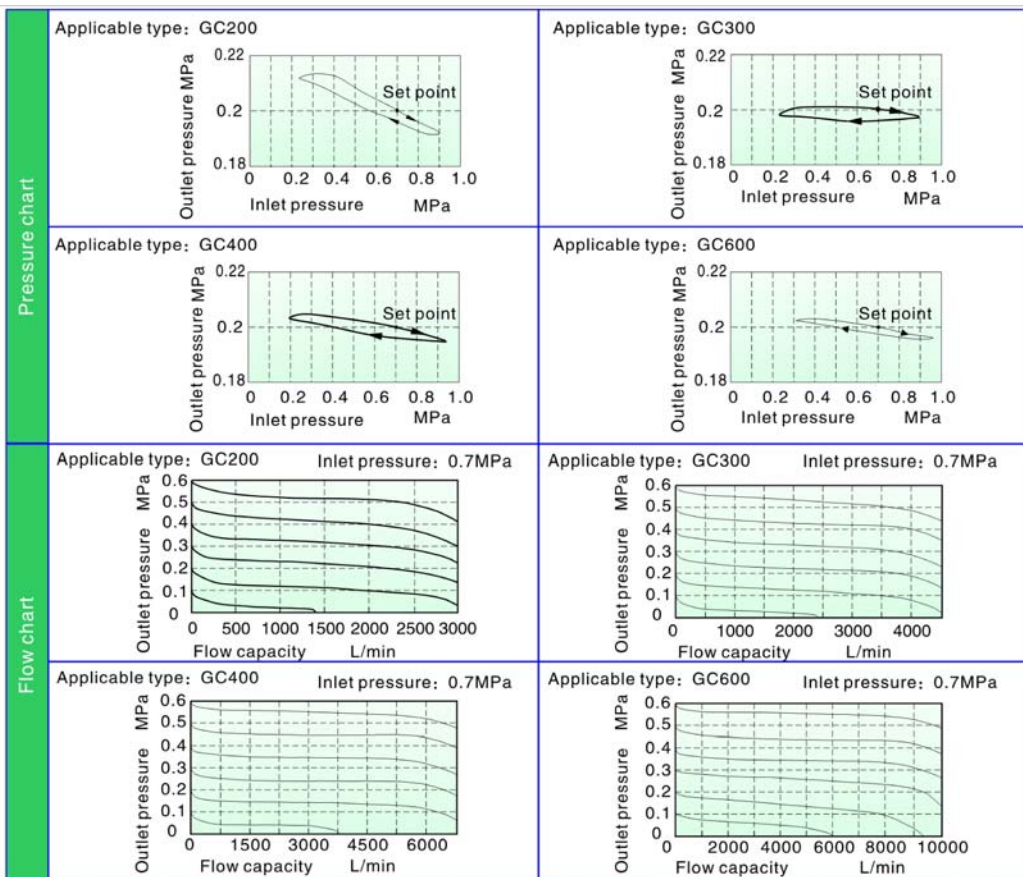 Pressure chart
Applicable type: GC200
Outlet pressure MPa
0.22
0.2
0.18
Set point
0 0.2 0.4 0.6 0.8 1.0
Inlet pressure MPa
Applicable type: GC300
Outlet pressure MPa
0.22
0.2
0.18
Set point
0 0.2 0.4 0.6 0.8 1.0
Inlet pressure MPa
Applicable type: GC400
Outlet pressure MPa
0.22
0.2
0.18
Set point
0 0.2 0.4 0.6 0.8 1.0
Inlet pressure MPa
Applicable type: GC600
Outlet pressure MPa
0.22
0.2
0.18
Set point
0 0.2 0.4 0.6 0.8 1.0
Inlet pressure MPa
Flow chart
Applicable type: GC200 Inlet pressure: 0.7MPa
Outlet pressure MPa
0.6
0.5
0.4
0.3
0.2
0.1
0
0 500 1000 1500 2000 2500 3000
Flow capacity L/min
Applicable type: GC300 Inlet pressure: 0.7MPa
Outlet pressure MPa
0.6
0.5
0.4
0.3
0.2
0.1
0
0 1000 2000 3000 4000
Flow capacity L/min
Applicable type: GC400 Inlet pressure: 0.7MPa
Outlet pressure MPa
0.6
0.5
0.4
0.3
0.2
0.1
0
0 1500 3000 4500 6000
Flow capacity L/min
Applicable type: GC600 Inlet pressure: 0.7MPa
Outlet pressure MPa
0.6
0.5
0.4
0.3
0.2
0.1
0
0 2000 4000 6000 8000 10000
Flow capacity L/min